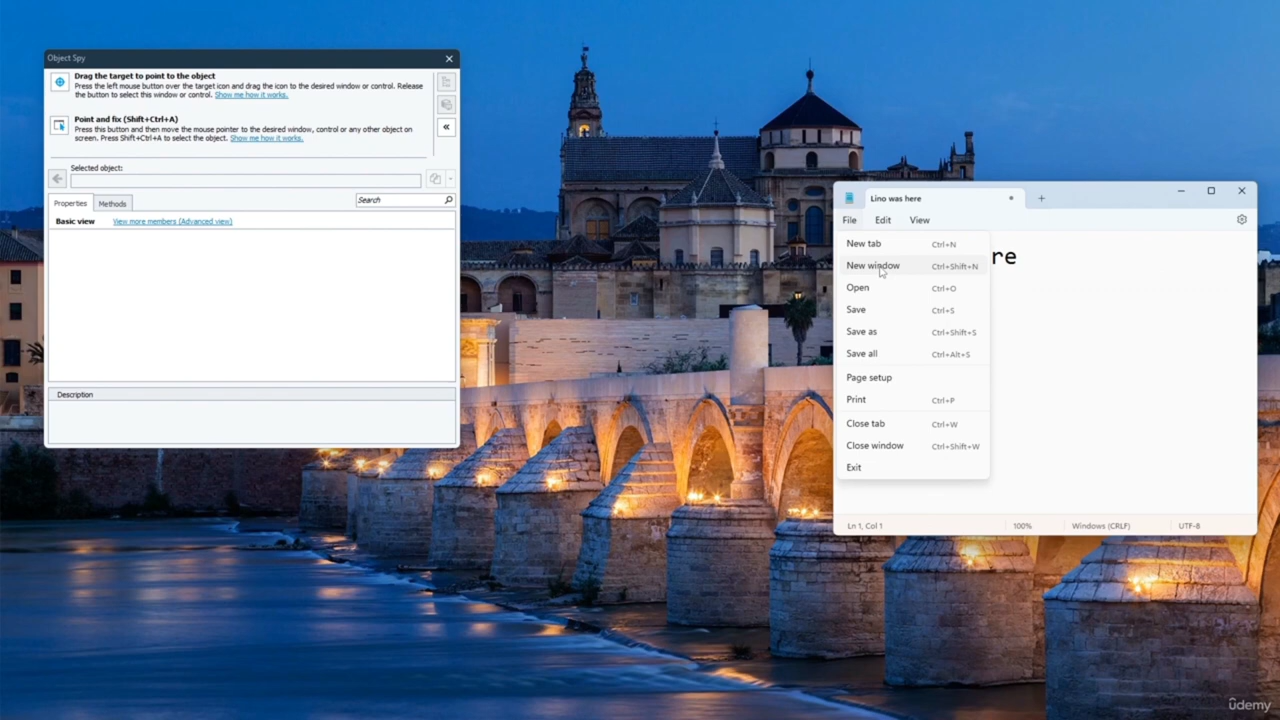 Object Spy
Drag the target to point to the object
Press the left mouse button over the target icon and drag the icon to the desired window or control. Release
the button to select this window or control. Show me how it works.
Point and fix (Shift+Ctrl+A)
Press this button and then move the mouse pointer to the desired window, control or any other object on
screen. Press Shift+Ctrl+A to select the object. Show me how it works.
Selected object:
Properties Methods Search
Basic view View more members (Advanced view)
Description
Lino was here
File Edit View
re
New tab Ctrl+N
New window Ctrl+Shift+N
Open Ctrl+O
Save Ctrl+S
Save as Ctrl+Shift+S
Save all Ctrl+Alt+S
Page setup
Print Ctrl+P
Close tab Ctrl+W
Close window Ctrl+Shift+W
Exit
Ln 1, Col 1 100% Windows (CRLF) UTF-8
ûdemy